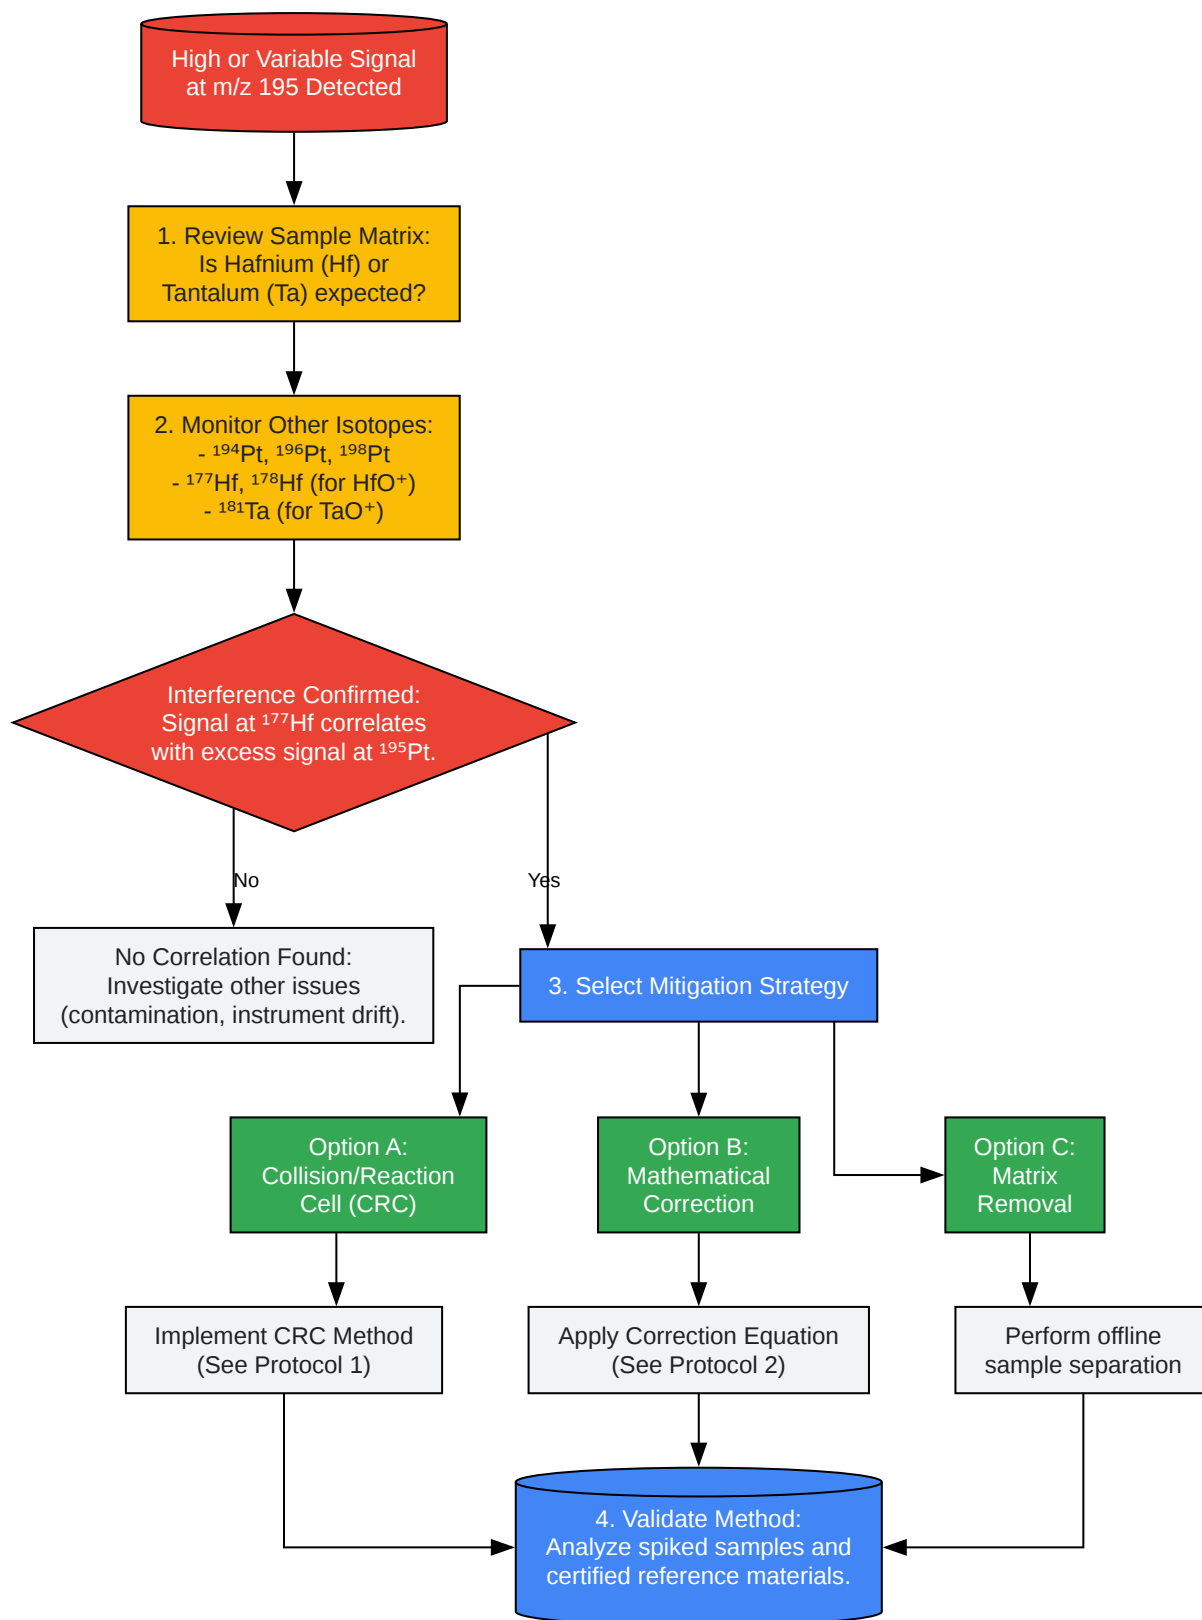 High or Variable Signal
at m/z 195 Detected
1. Review Sample Matrix:
Is Hafnium (Hf) or
Tantalum (Ta) expected?
2. Monitor Other Isotopes:
- ¹⁹⁴Pt, ¹⁹⁶Pt, ¹⁹⁸Pt
- ¹⁷⁷Hf, ¹⁷⁸Hf (for HfO⁺)
- ¹⁸¹Ta (for TaO⁺)
Interference Confirmed:
Signal at ¹⁷⁷Hf correlates
with excess signal at ¹⁹⁵Pt.
No
Yes
No Correlation Found:
Investigate other issues
(contamination, instrument drift).
3. Select Mitigation Strategy
Option A:
Collision/Reaction
Cell (CRC)
Option B:
Mathematical
Correction
Option C:
Matrix
Removal
Implement CRC Method
(See Protocol 1)
Apply Correction Equation
(See Protocol 2)
Perform offline
sample separation
4. Validate Method:
Analyze spiked samples and
certified reference materials.